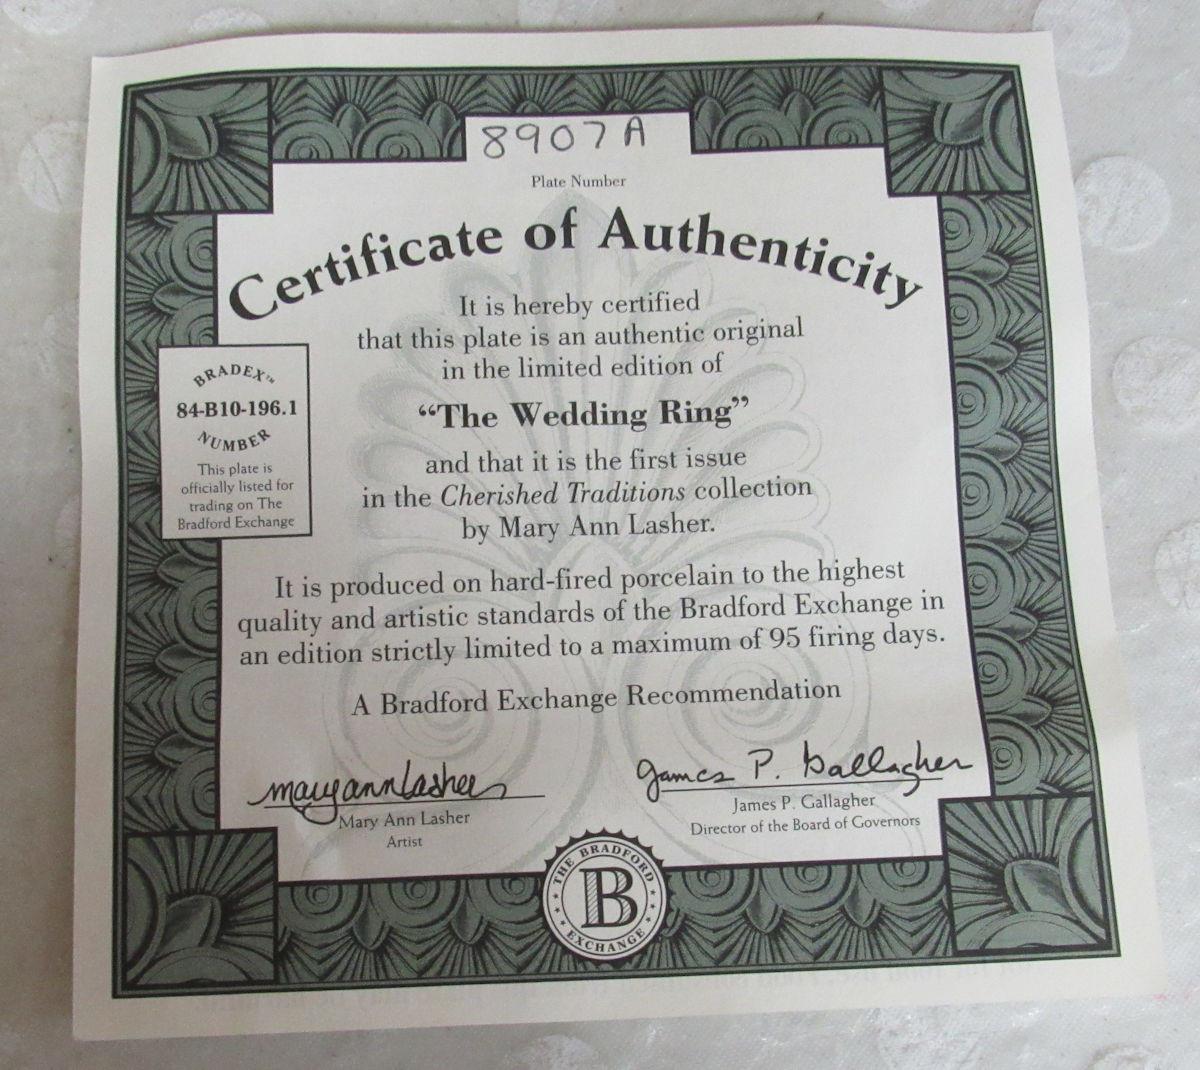 8907A
Plate Number
Certificate of Authenticity
It is hereby certified
that this plate is an authentic original
in the limited edition of
“The Wedding Ring”
and that it is the first issue
in the Cherished Traditions collection
by Mary Ann Lasher.
BRADEX™
84-B10-196.1
NUMBER
This plate is
officially listed for
trading on The
Bradford Exchange
It is produced on hard-fired porcelain to the highest
quality and artistic standards of the Bradford Exchange in
an edition strictly limited to a maximum of 95 firing days.
A Bradford Exchange Recommendation
maryann Lasher
Mary Ann Lasher
Artist
James P. Gallagher
James P. Gallagher
Director of the Board of Governors
THE BRADFORD
B
EXCHANGE